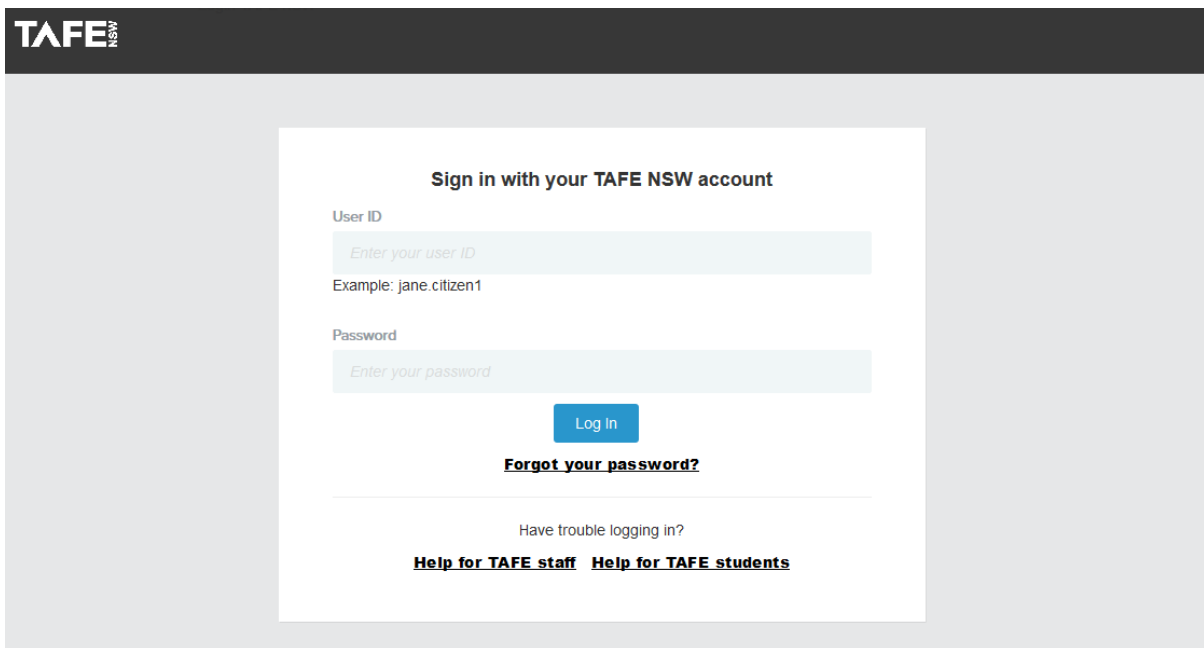 TAFE NSW
Sign in with your TAFE NSW account
User ID
Enter your user ID
Example: jane.citizen1
Password
Enter your password
Log In
Forgot your password?
Have trouble logging in?
Help for TAFE staff Help for TAFE students